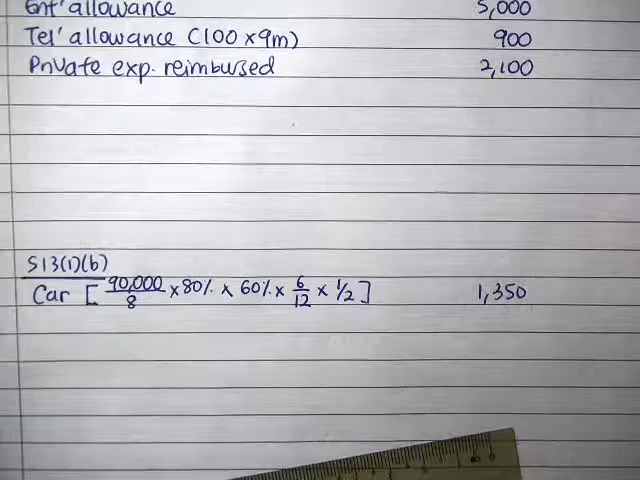 Ent' allowance 5,000
Tel' allowance (100 x 9m) 900
Private exp. reimbursed 2,100
S13(1)(b)
Car [ 90,000/8 x 80% x 60% x 6/12 x 1/2 ] 1,350